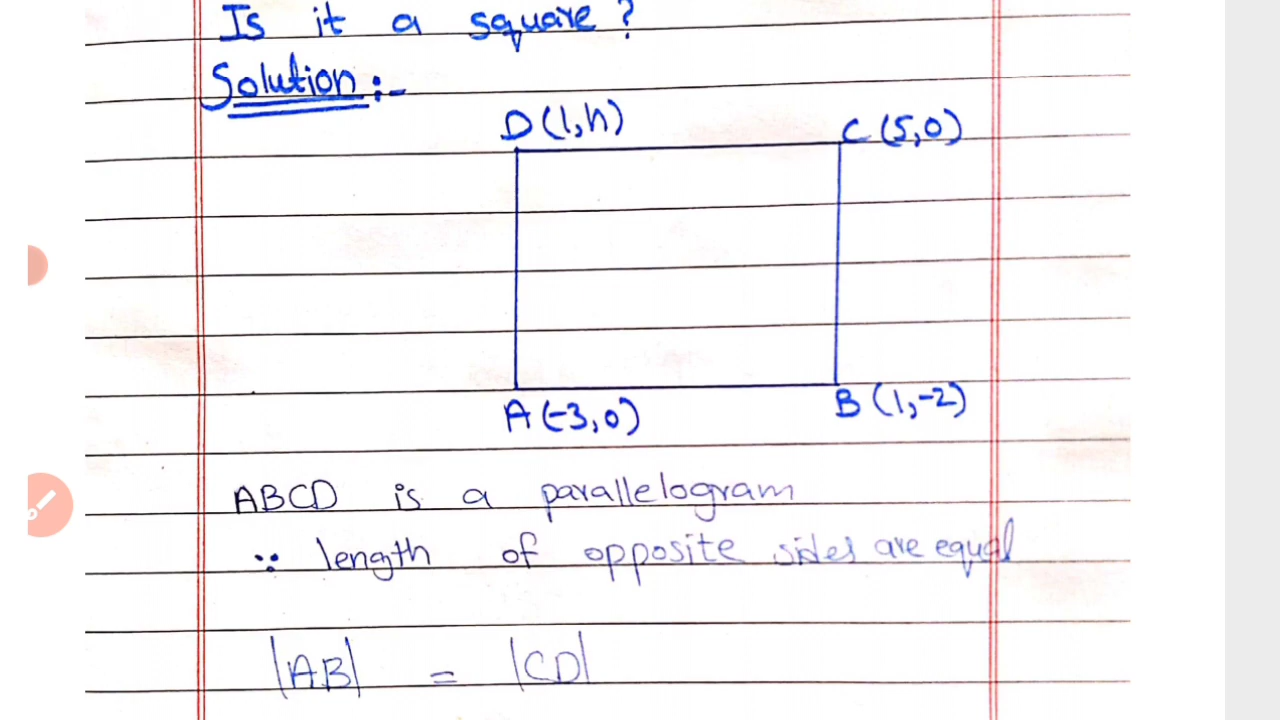 Is it a square?
Solution:-
D(1,h)
C(5,0)
A(-3,0)
B(1,-2)
ABCD is a parallelogram
∵ length of opposite sides are equal
|AB| = |CD|